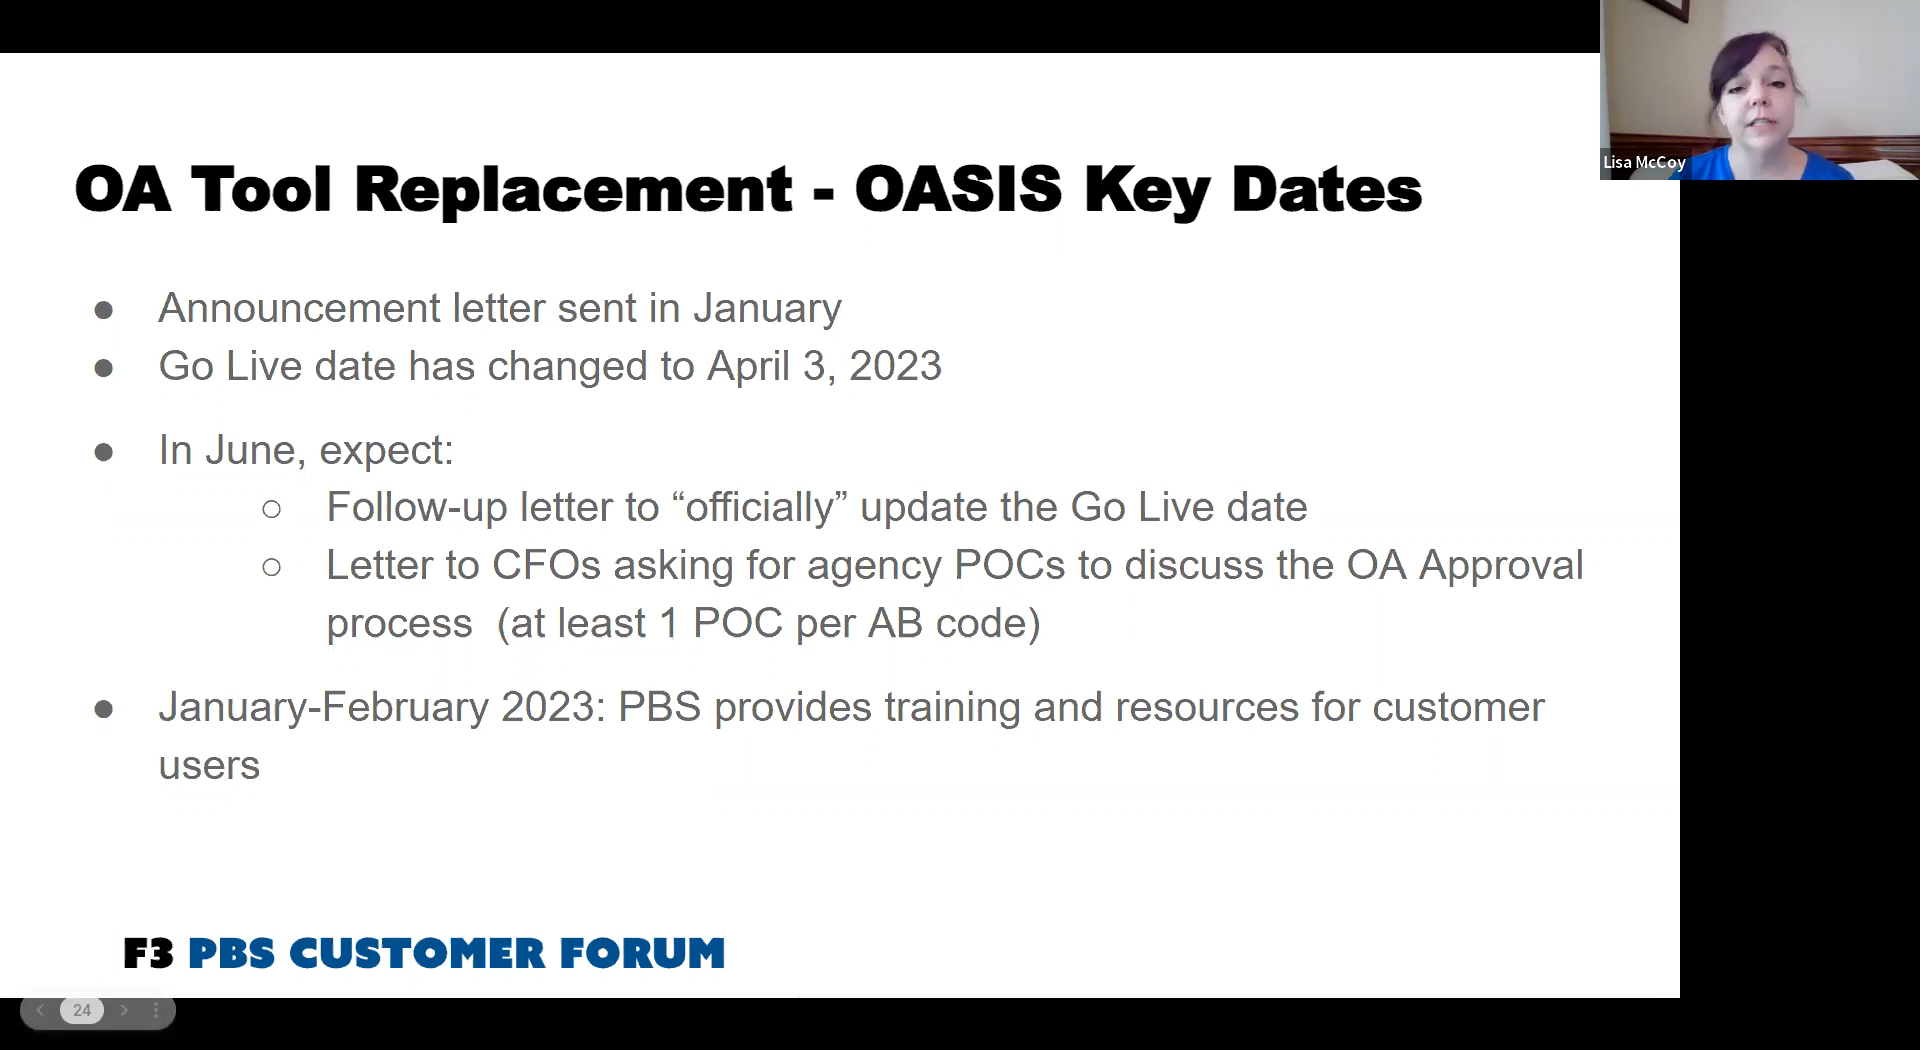 Lisa McCoy
OA Tool Replacement - OASIS Key Dates
● Announcement letter sent in January
● Go Live date has changed to April 3, 2023
● In June, expect:
○ Follow-up letter to “officially” update the Go Live date
○ Letter to CFOs asking for agency POCs to discuss the OA Approval
process (at least 1 POC per AB code)
● January-February 2023: PBS provides training and resources for customer
users
F3 PBS CUSTOMER FORUM
24